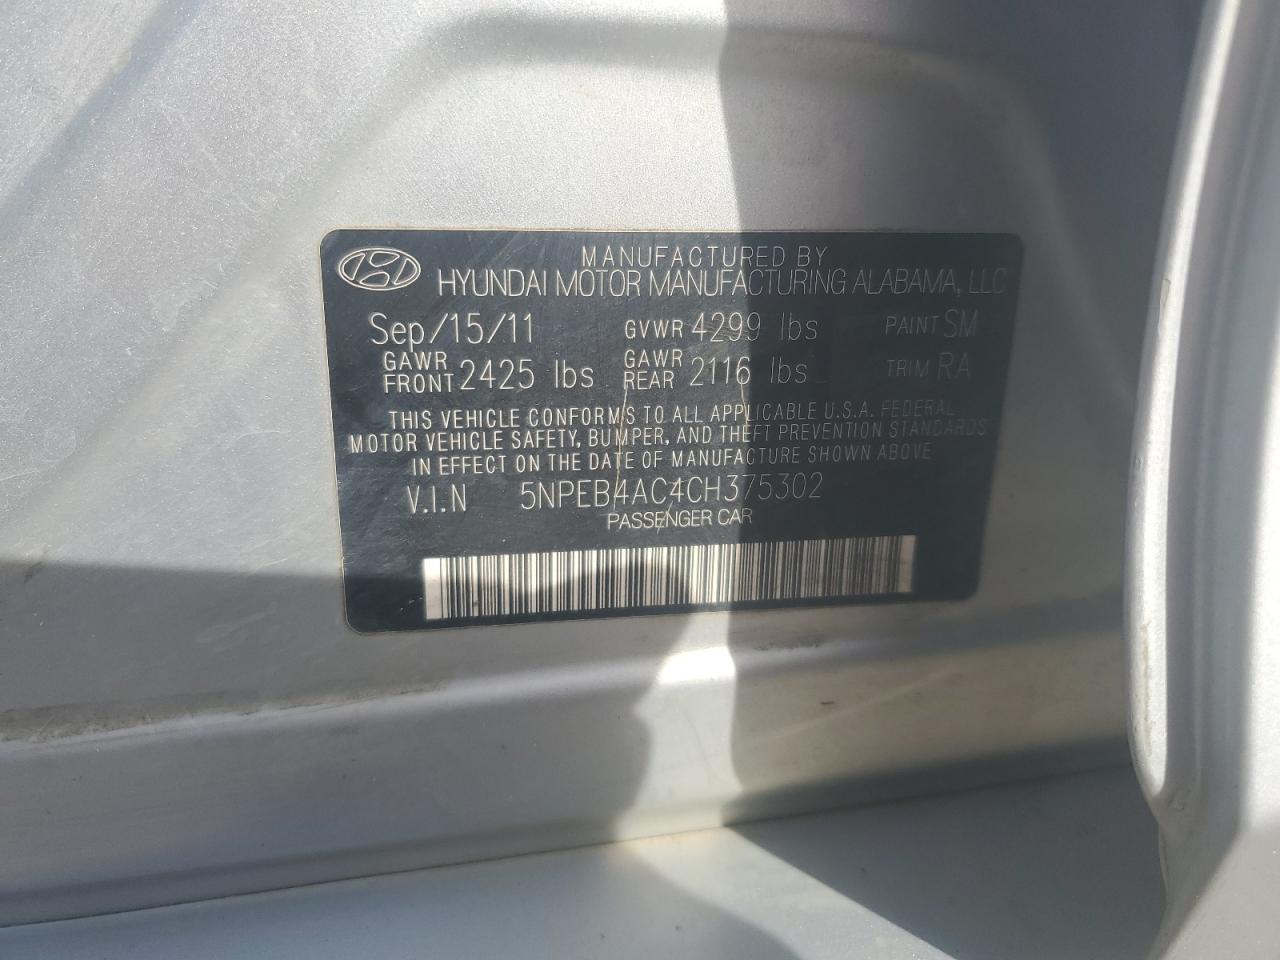 MANUFACTURED BY
HYUNDAI MOTOR MANUFACTURING ALABAMA, LLC
Sep/15/11 GVWR 4299 lbs PAINT SM
GAWR FRONT 2425 lbs GAWR REAR 2116 lbs TRIM RA
THIS VEHICLE CONFORMS TO ALL APPLICABLE U.S.A. FEDERAL
MOTOR VEHICLE SAFETY, BUMPER, AND THEFT PREVENTION STANDARDS
IN EFFECT ON THE DATE OF MANUFACTURE SHOWN ABOVE
V.I.N 5NPEB4AC4CH375302
PASSENGER CAR